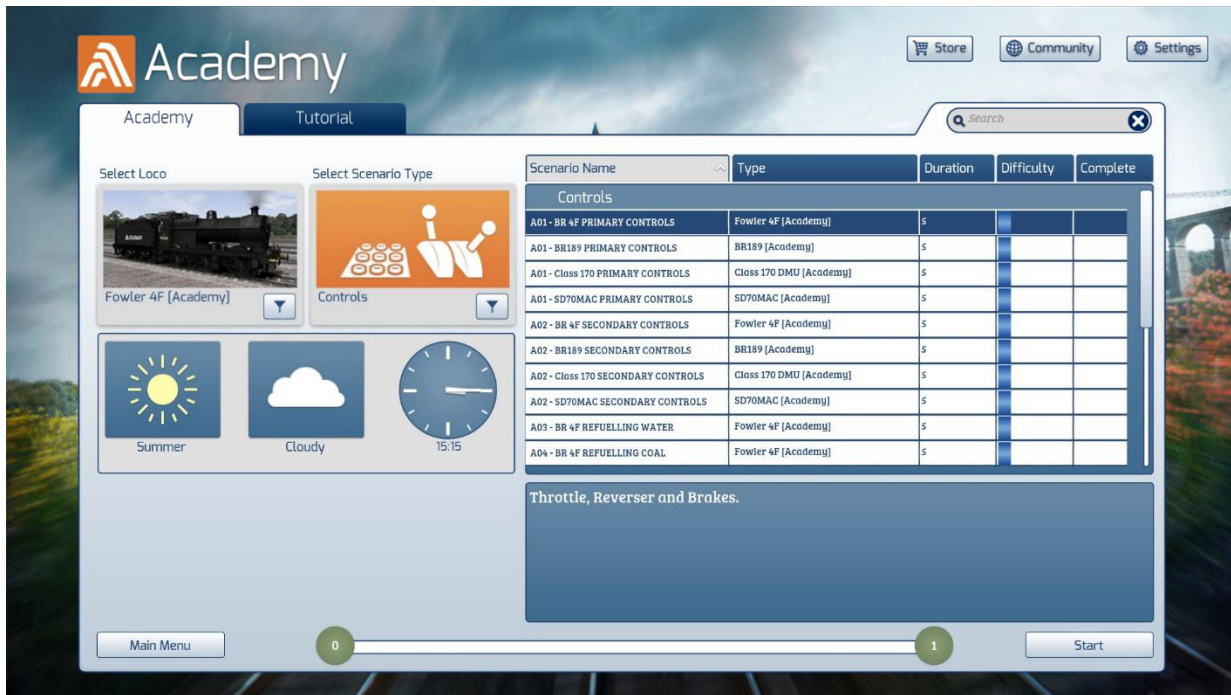 Academy
Store
Community
Settings
Academy
Tutorial
Search
Select Loco
Select Scenario Type
Fowler 4F [Academy]
Controls
Summer
Cloudy
15:15
Scenario Name Type Duration Difficulty Complete
Controls
A01 - BR 4F PRIMARY CONTROLS Fowler 4F [Academy] 5
A01 - BR189 PRIMARY CONTROLS BR189 [Academy] 5
A01 - Class 170 PRIMARY CONTROLS Class 170 DMU [Academy] 5
A01 - SD70MAC PRIMARY CONTROLS SD70MAC [Academy] 5
A02 - BR 4F SECONDARY CONTROLS Fowler 4F [Academy] 5
A02 - BR189 SECONDARY CONTROLS BR189 [Academy] 5
A02 - Class 170 SECONDARY CONTROLS Class 170 DMU [Academy] 5
A02 - SD70MAC SECONDARY CONTROLS SD70MAC [Academy] 5
A03 - BR 4F REFUELLING WATER Fowler 4F [Academy] 5
A04 - BR 4F REFUELLING COAL Fowler 4F [Academy] 5
Throttle, Reverser and Brakes.
Main Menu
0
1
Start